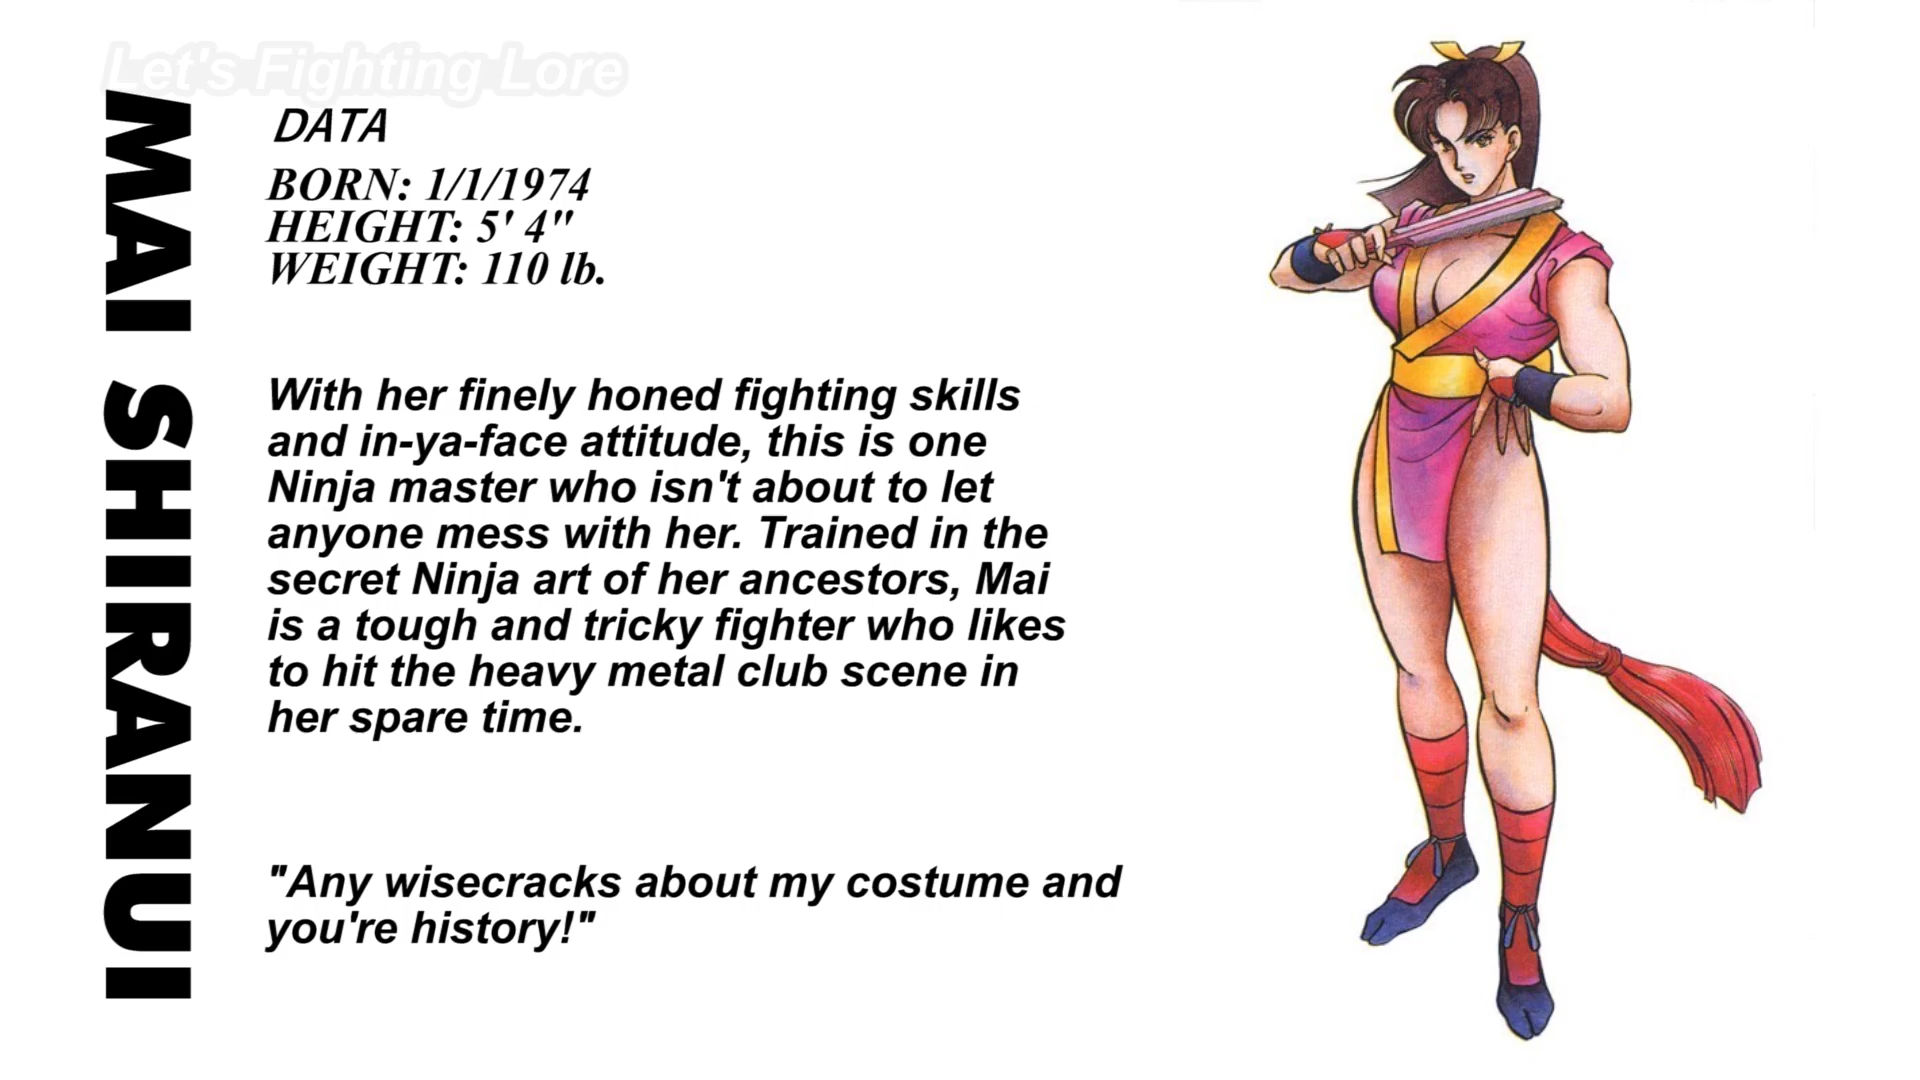 Let's Fighting Lore
MAI SHIRANUI
DATA
BORN: 1/1/1974
HEIGHT: 5' 4"
WEIGHT: 110 lb.
With her finely honed fighting skills
and in-ya-face attitude, this is one
Ninja master who isn't about to let
anyone mess with her. Trained in the
secret Ninja art of her ancestors, Mai
is a tough and tricky fighter who likes
to hit the heavy metal club scene in
her spare time.
"Any wisecracks about my costume and
you're history!"